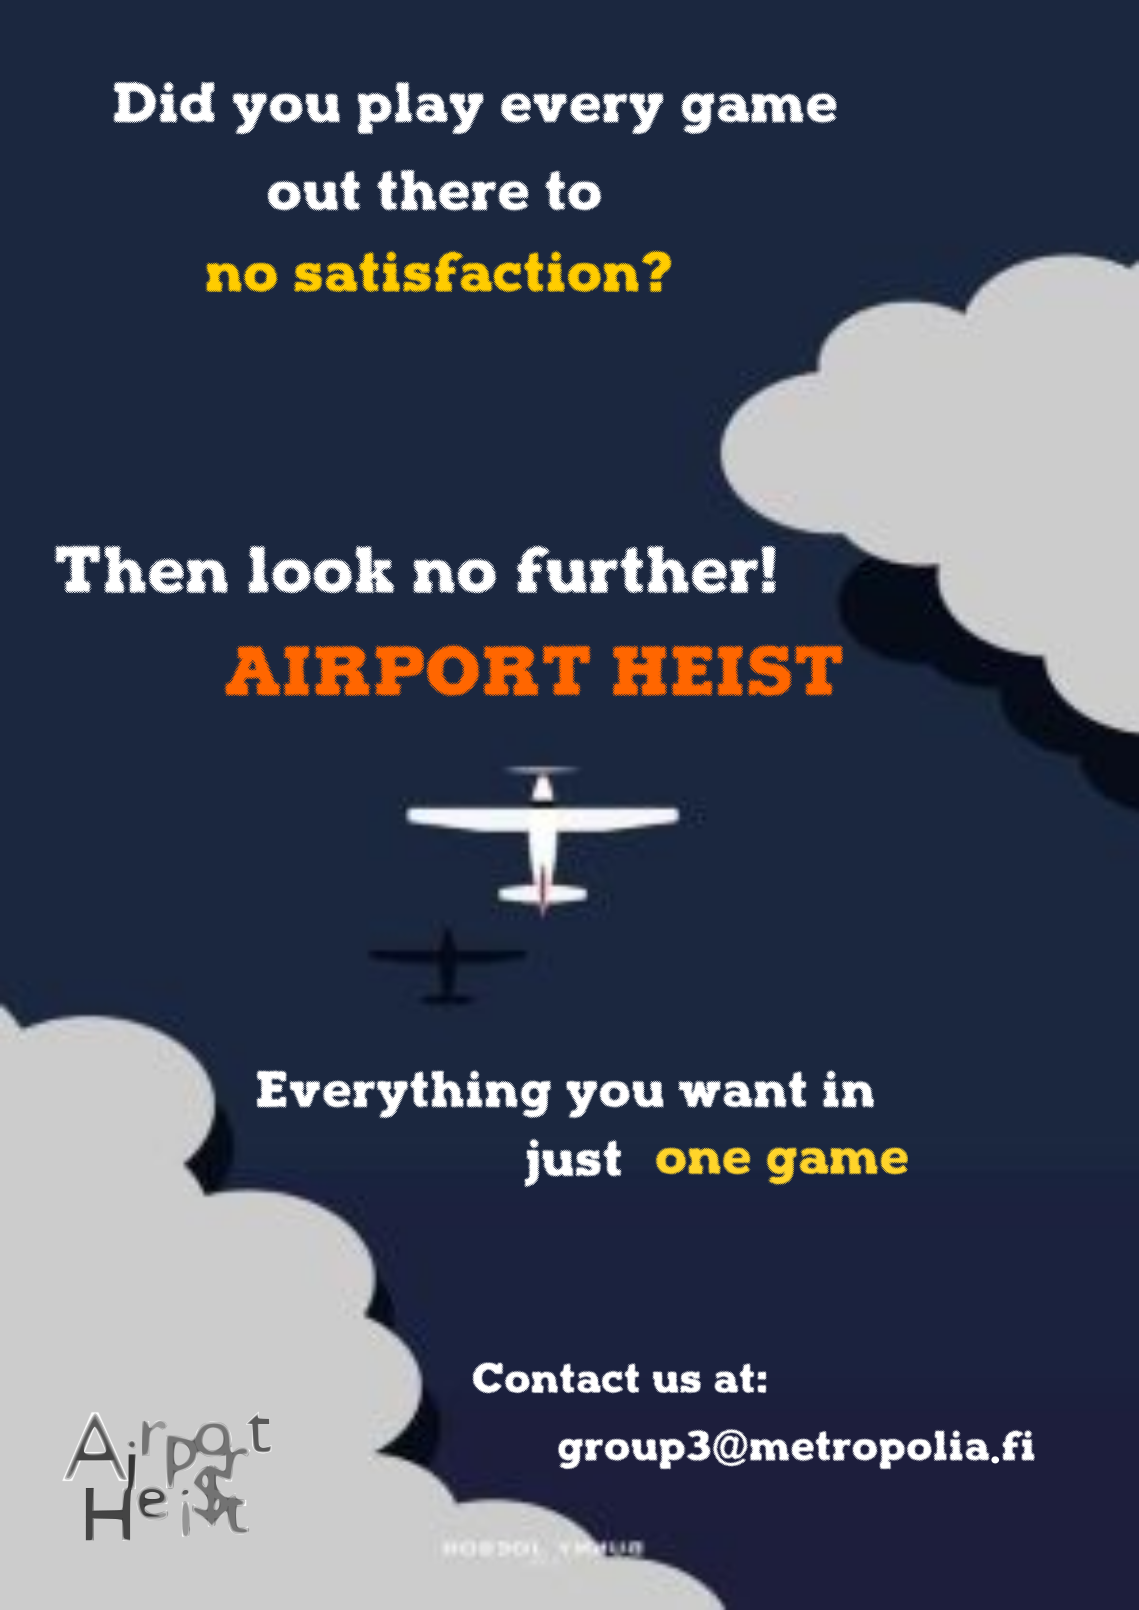 Did you play every game
out there to
no satisfaction?
Then look no further!
AIRPORT HEIST
Everything you want in
just one game
Contact us at:
group3@metropolia.fi
Airport
Heist